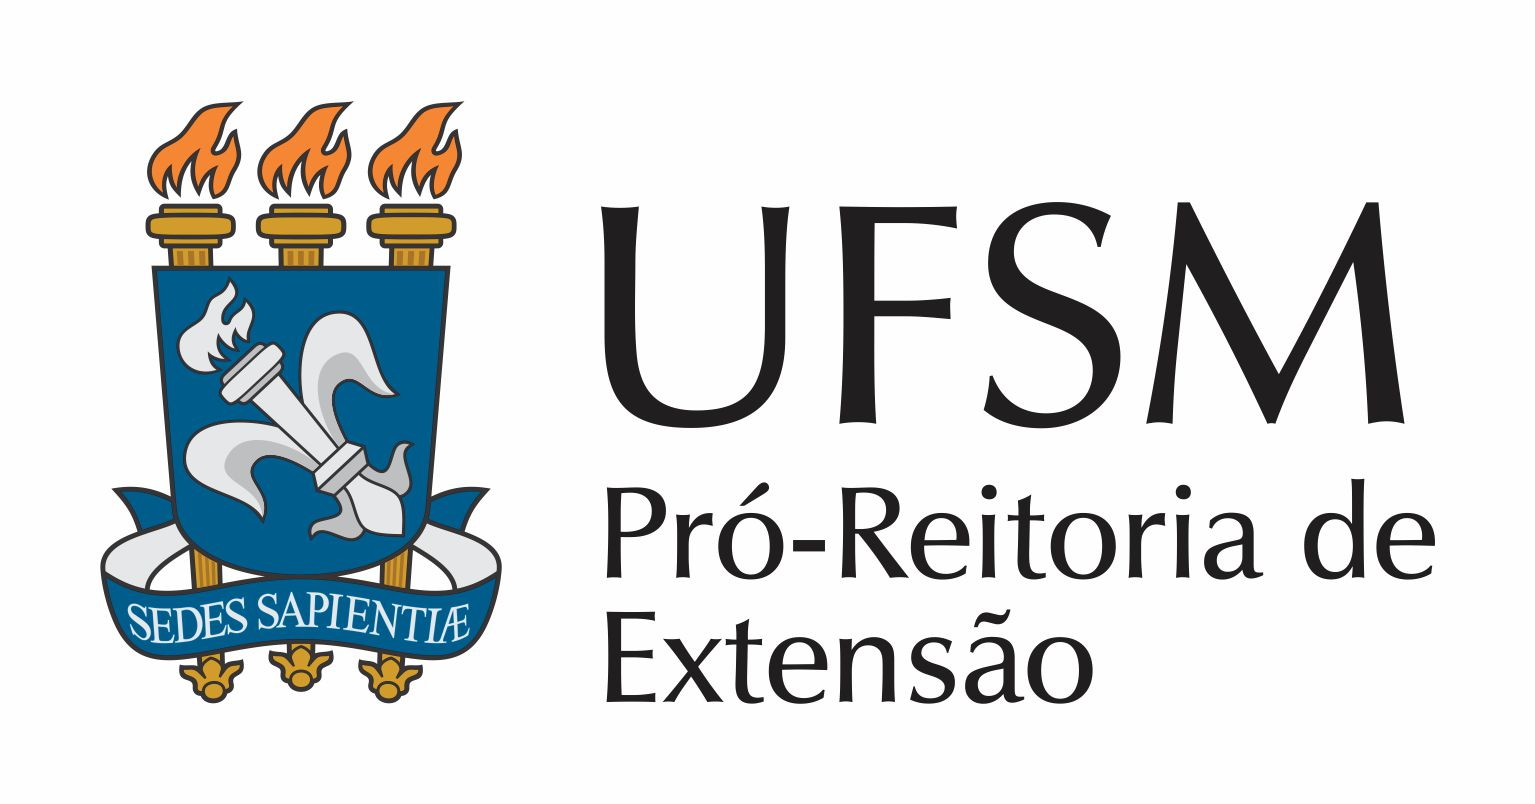 SEDES SAPIENTIÆ
UFSM
Pró-Reitoria de
Extensão